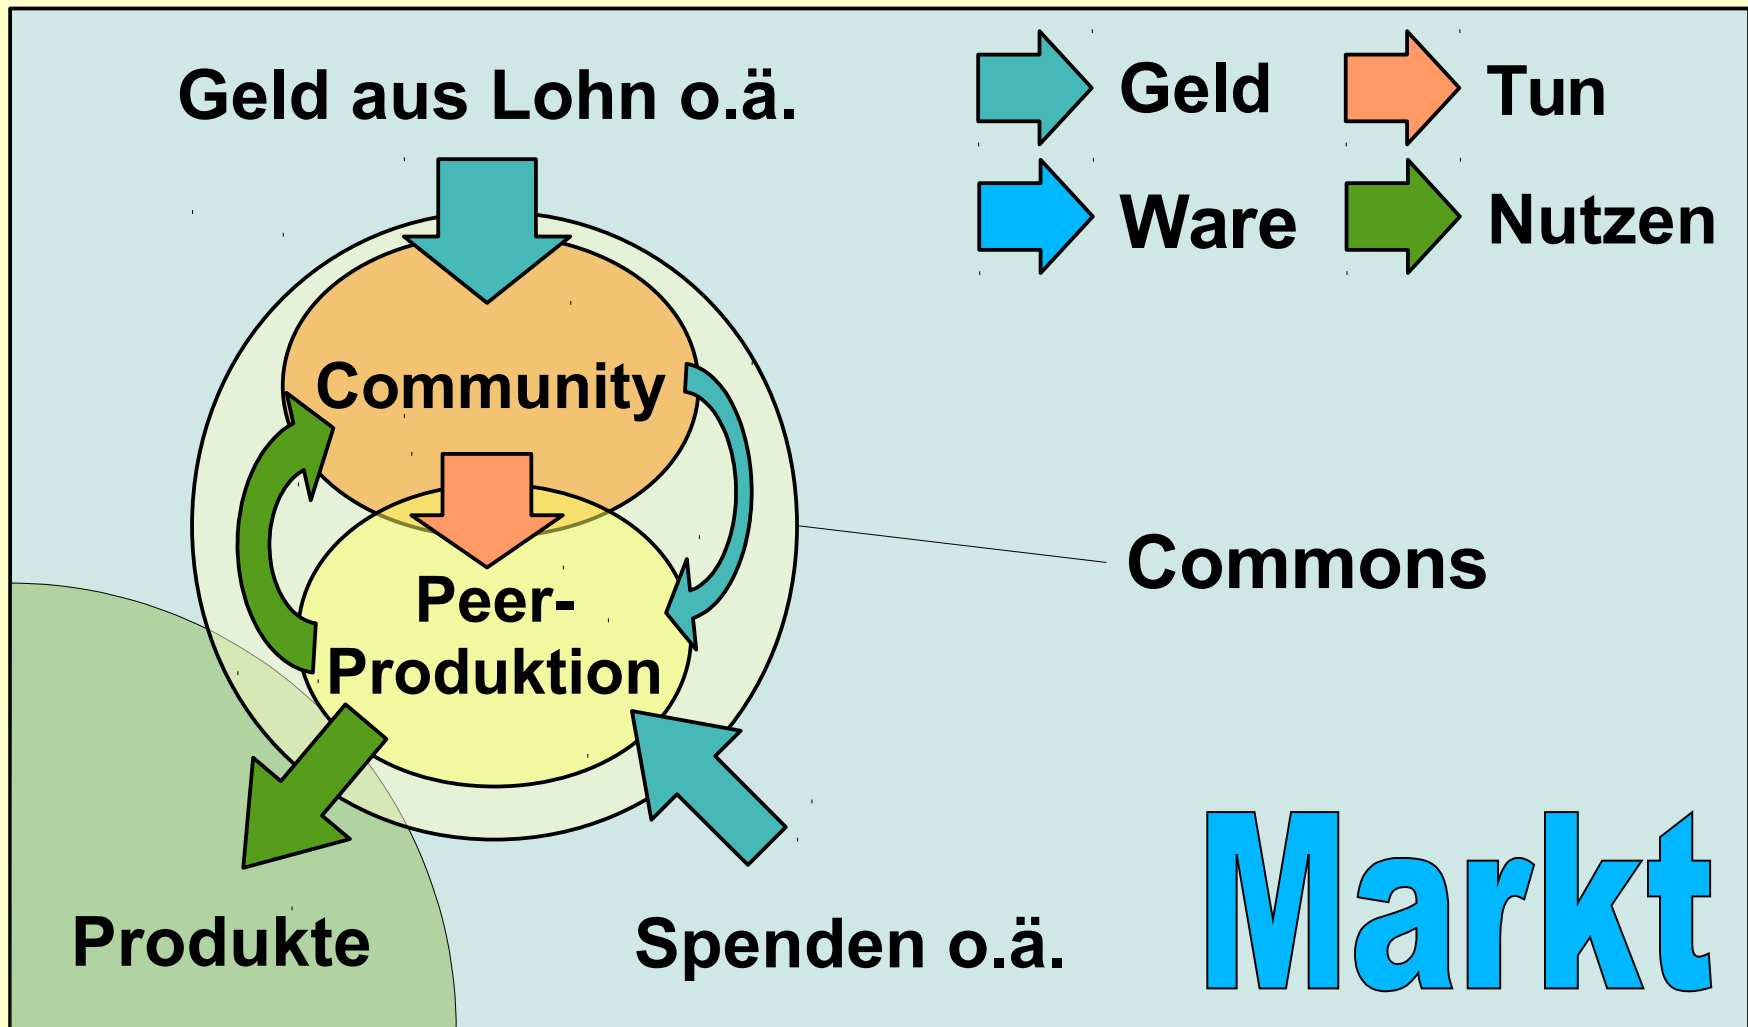 Geld aus Lohn o.ä.
Geld
Tun
Ware
Nutzen
Community
Peer-
Produktion
Commons
Produkte
Spenden o.ä.
Markt